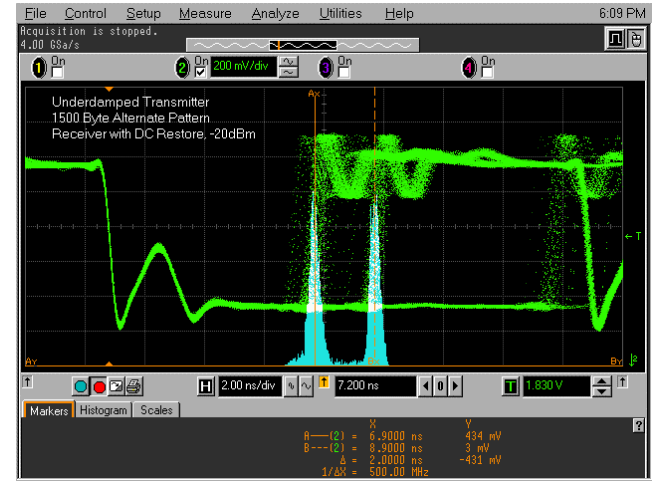 File Control Setup Measure Analyze Utilities Help 6:09 PM
Acquisition is stopped.
4.00 GSa/s
1 On 2 On 200 mV/div 3 On 4 On
Underdamped Transmitter
1500 Byte Alternate Pattern
Receiver with DC Restore, -20dBm
Ax
T
Ay By 2
H 2.00 ns/div T 7.200 ns 0 T 1.830 V
Markers Histogram Scales ?
X Y
A——(2) = 6.9000 ns 434 mV
B---(2) = 8.9000 ns 3 mV
Δ = 2.0000 ns -431 mV
1/ΔX = 500.00 MHz